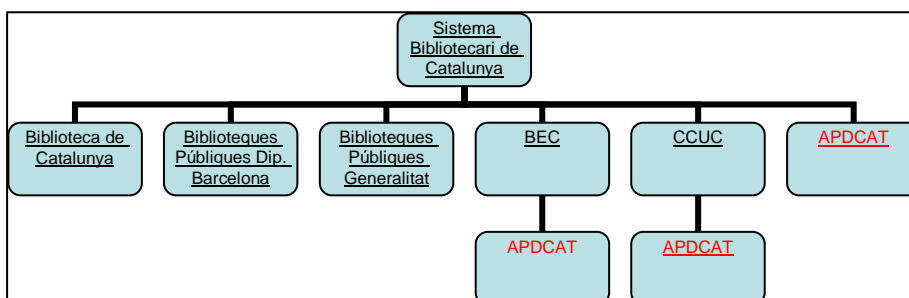 Sistema
Bibliotecari de
Catalunya
Biblioteca de
Catalunya
Biblioteques
Públiques Dip.
Barcelona
Biblioteques
Públiques
Generalitat
BEC
CCUC
APDCAT
APDCAT
APDCAT